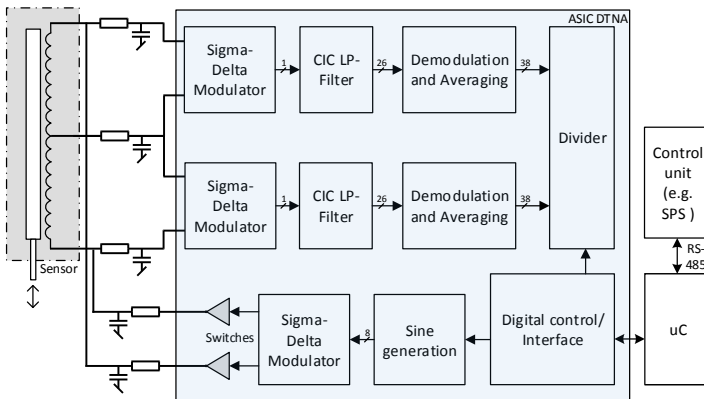 ASIC DTNA
Sigma-
Delta
Modulator
1
CIC LP-
Filter
26
Demodulation
and Averaging
38
Divider
Sigma-
Delta
Modulator
1
CIC LP-
Filter
26
Demodulation
and Averaging
38
Control
unit
(e.g.
SPS )
RS-
485
Sensor
Switches
Sigma-
Delta
Modulator
8
Sine
generation
Digital control/
Interface
uC